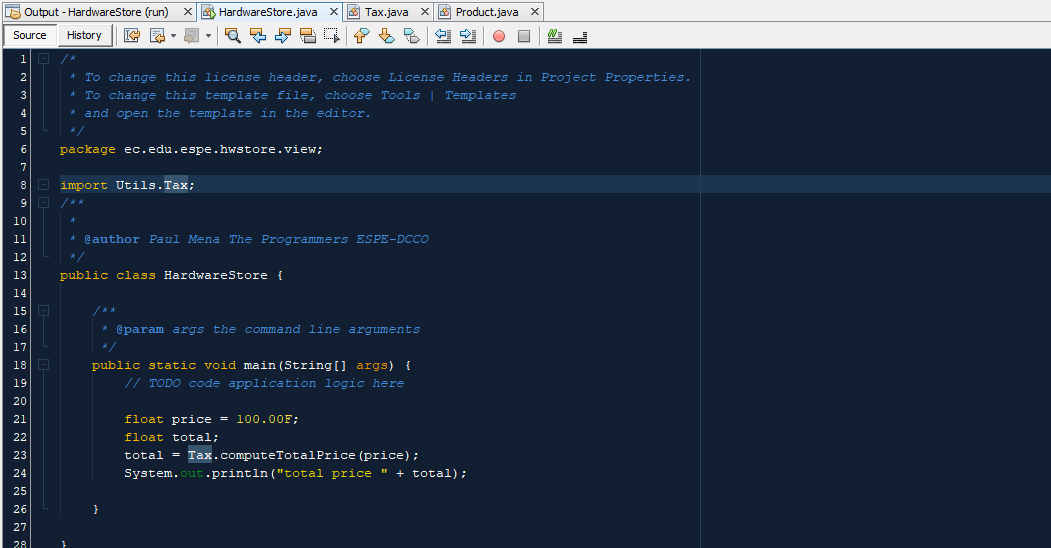 Output - HardwareStore (run) HardwareStore.java Tax.java Product.java
Source History
1 /*
2 * To change this license header, choose License Headers in Project Properties.
3 * To change this template file, choose Tools | Templates
4 * and open the template in the editor.
5 */
6 package ec.edu.espe.hwstore.view;
7
8 import Utils.Tax;
9 /**
10 *
11 * @author Paul Mena The Programmers ESPE-DCCO
12 */
13 public class HardwareStore {
14
15 /**
16 * @param args the command line arguments
17 */
18 public static void main(String[] args) {
19 // TODO code application logic here
20
21 float price = 100.00F;
22 float total;
23 total = Tax.computeTotalPrice(price);
24 System.out.println("total price " + total);
25
26 }
27
28 }